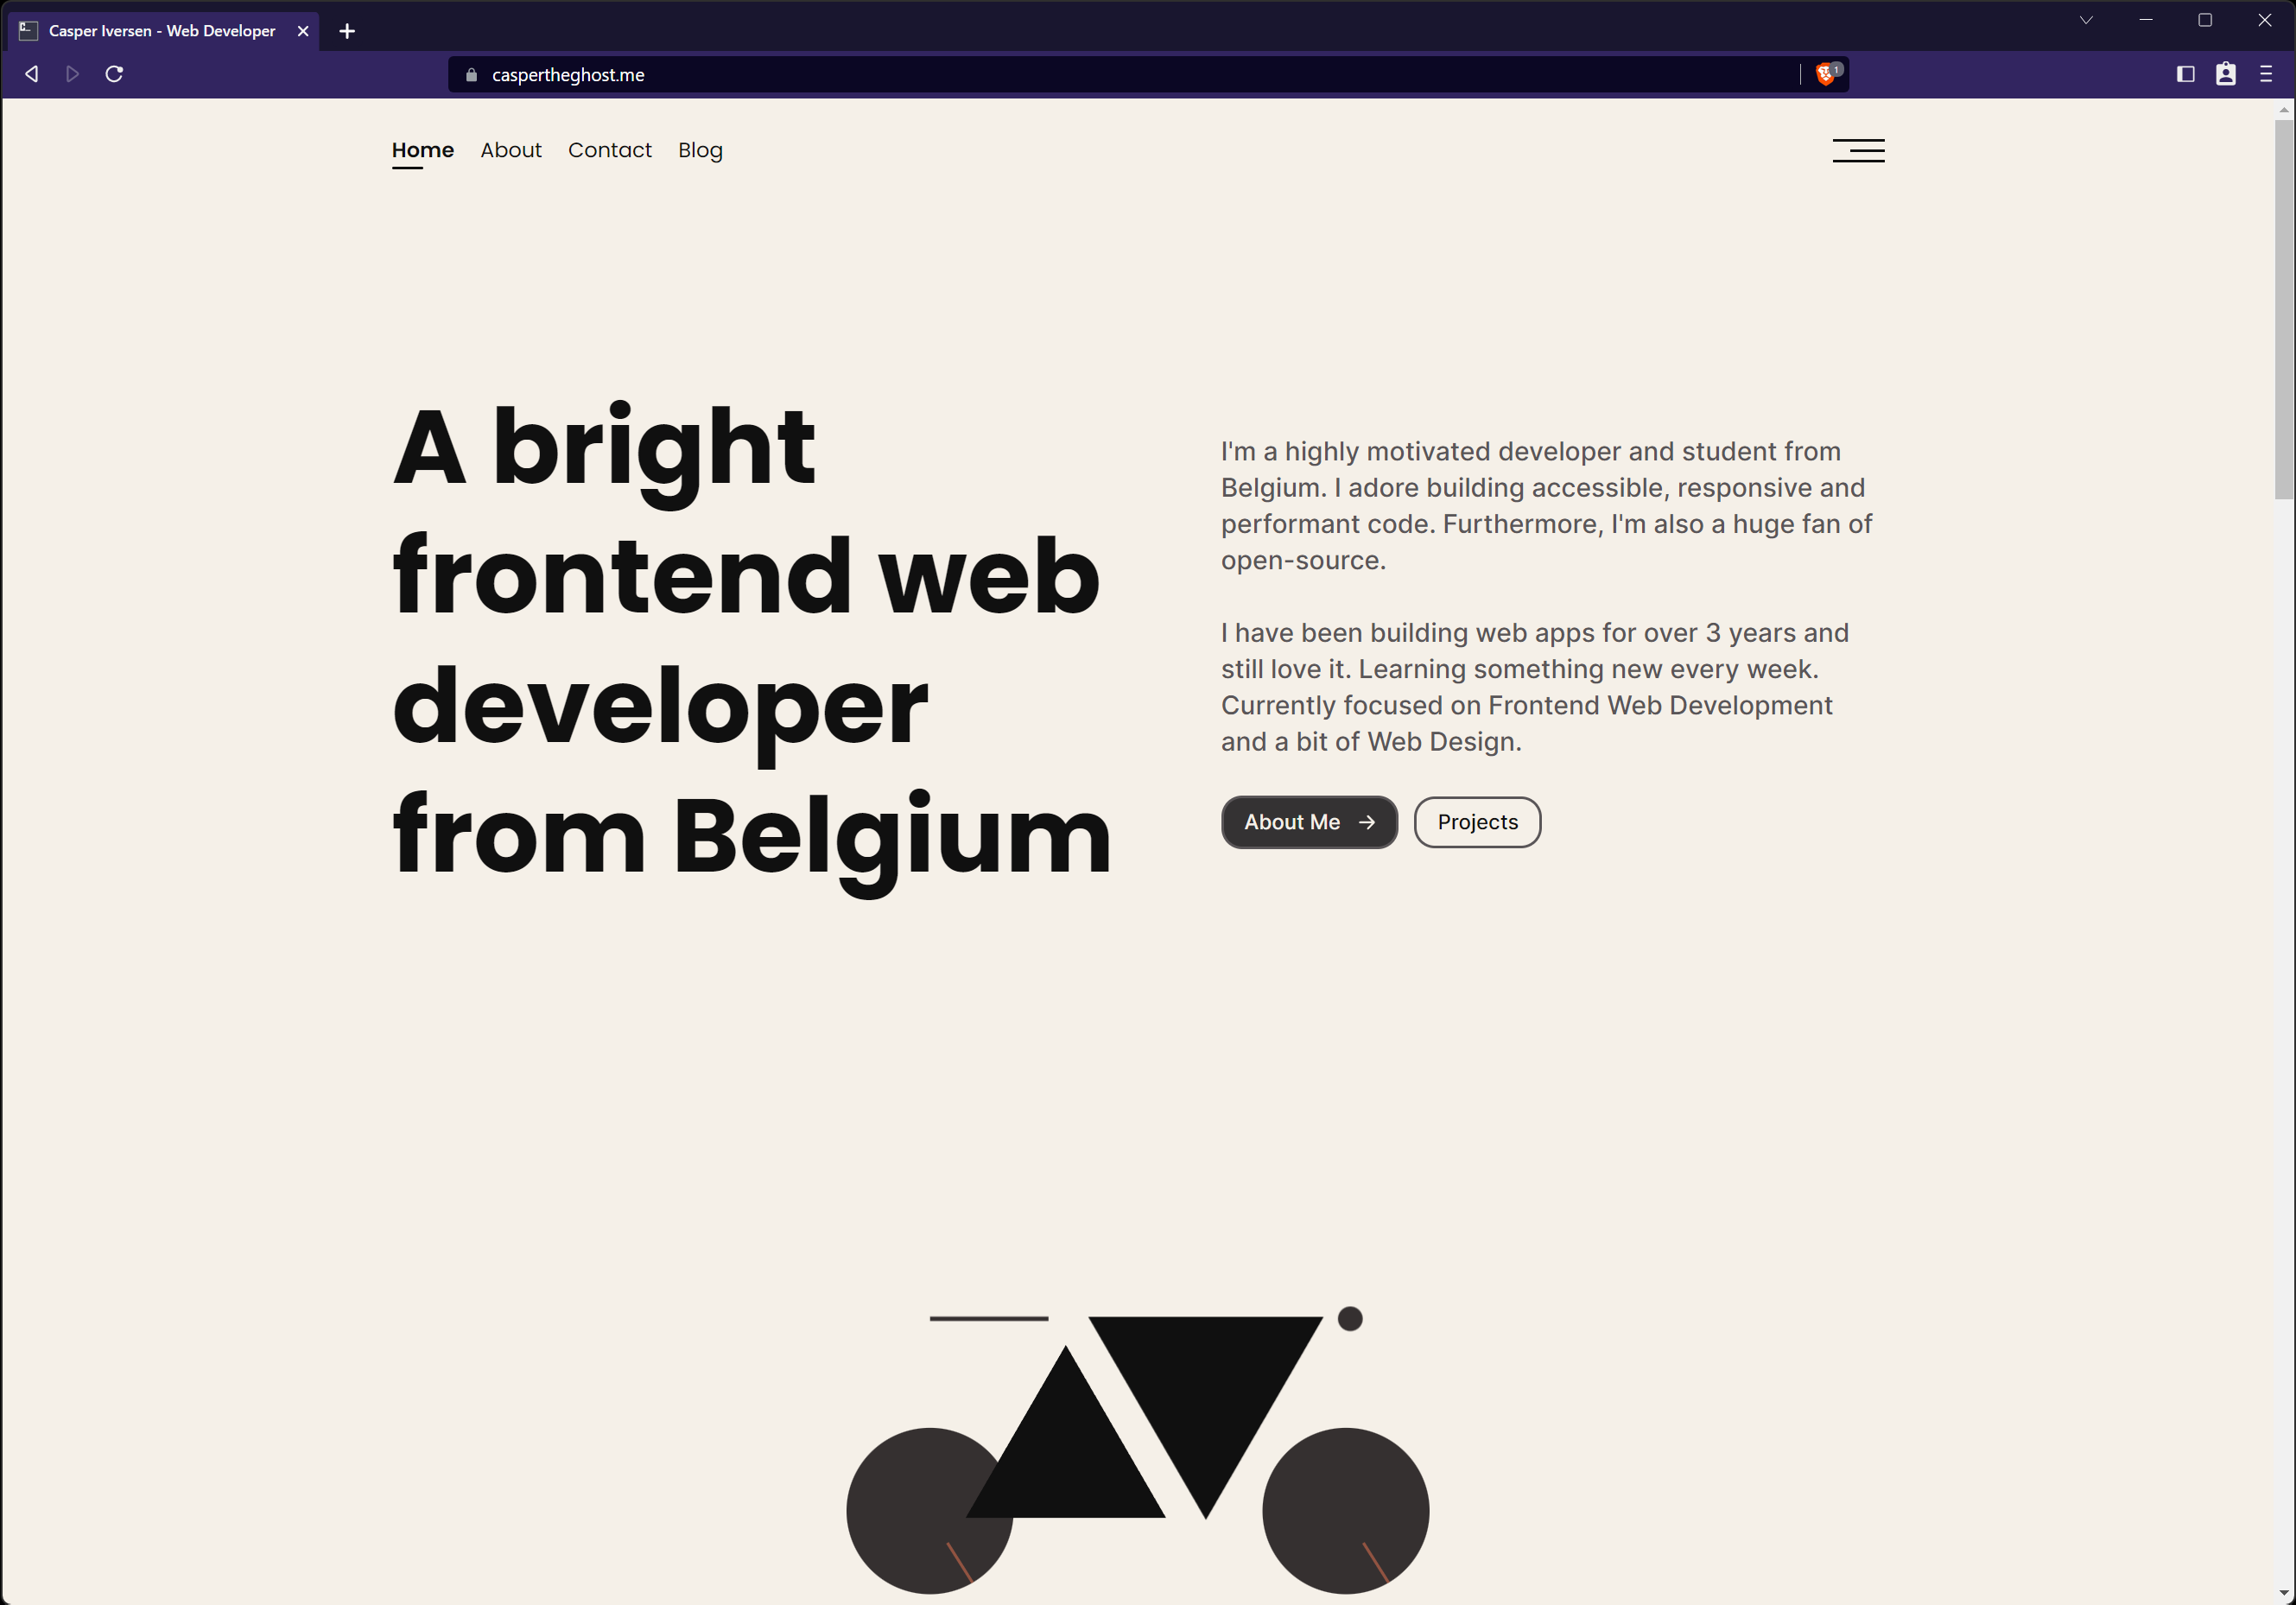 Casper Iversen - Web Developer
caspertheghost.me
1
Home About Contact Blog
A bright
frontend web
developer
from Belgium
I'm a highly motivated developer and student from
Belgium. I adore building accessible, responsive and
performant code. Furthermore, I'm also a huge fan of
open-source.
I have been building web apps for over 3 years and
still love it. Learning something new every week.
Currently focused on Frontend Web Development
and a bit of Web Design.
About Me → Projects